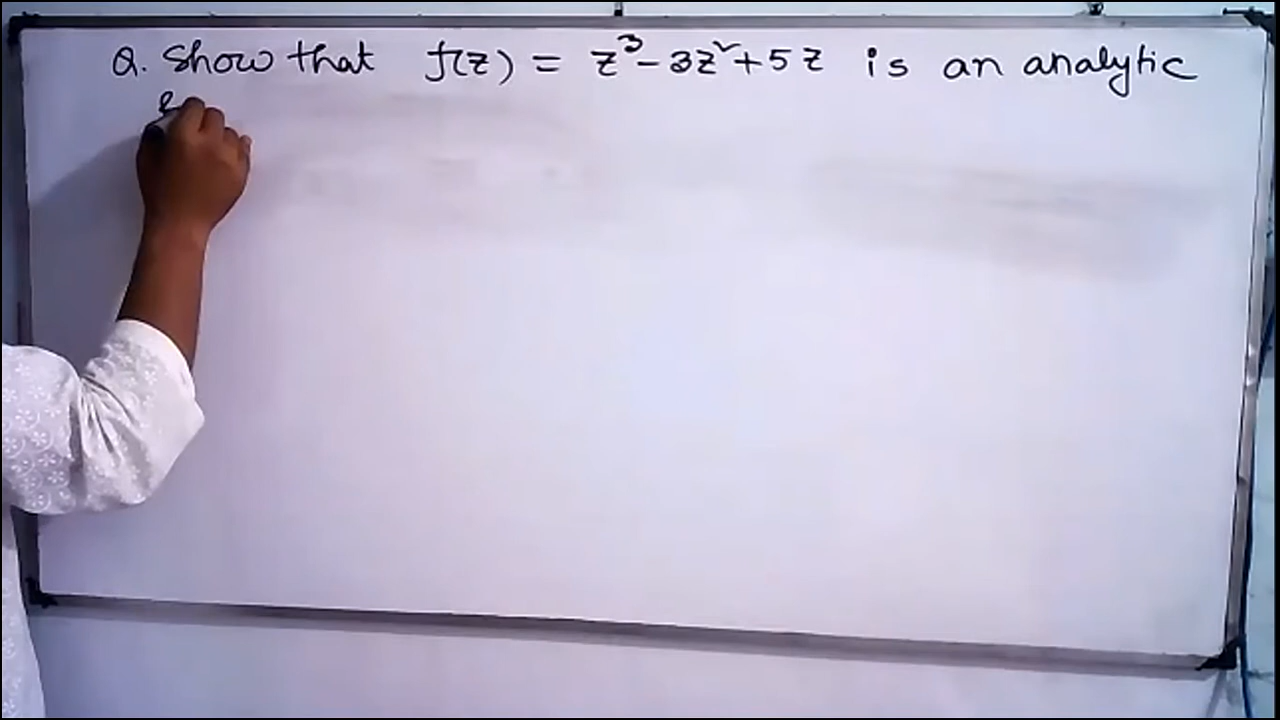 Q. Show that f(z) = z³-3z²+5z is an analytic